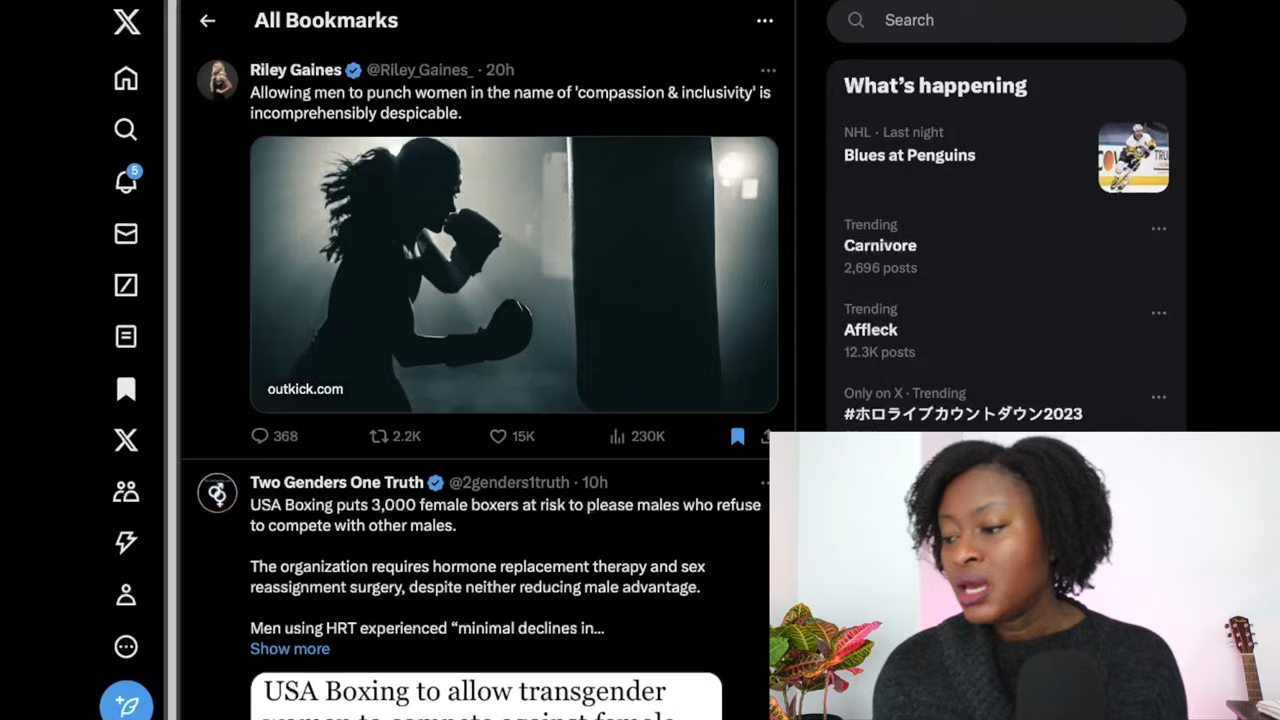 All Bookmarks
Riley Gaines @Riley_Gaines_ · 20h
Allowing men to punch women in the name of 'compassion & inclusivity' is
incomprehensibly despicable.
outkick.com
368 2.2K 15K 230K
Two Genders One Truth @2genders1truth · 10h
USA Boxing puts 3,000 female boxers at risk to please males who refuse
to compete with other males.
The organization requires hormone replacement therapy and sex
reassignment surgery, despite neither reducing male advantage.
Men using HRT experienced “minimal declines in...
Show more
USA Boxing to allow transgender
women to compete against female
5
Search
What’s happening
NHL · Last night
Blues at Penguins
Trending
Carnivore
2,696 posts
Trending
Affleck
12.3K posts
Only on X · Trending
#ホロライブカウントダウン2023